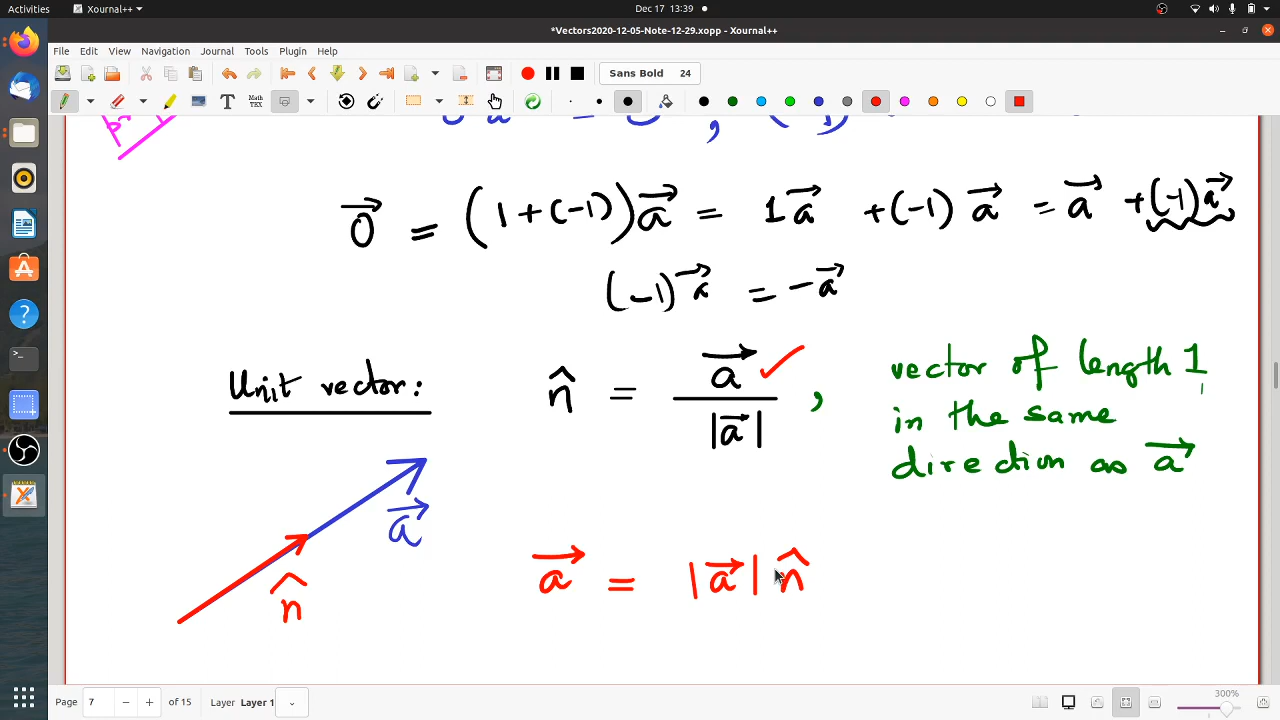 Activities
Xournal++
Dec 17 13:39
*Vectors2020-12-05-Note-12-29.xopp - Xournal++
File Edit View Navigation Journal Tools Plugin Help
Sans Bold 24
0⃗ = (1+(-1))a⃗ = 1a⃗ +(-1) a⃗ = a⃗ +(-1)a⃗
(-1)a⃗ = -a⃗
Unit vector: n̂ = a⃗ / |a⃗| ,
vector of length 1
in the same
direction as a⃗
a⃗
n̂
a⃗ = |a⃗| n̂
Page 7 of 15 Layer Layer 1
300%